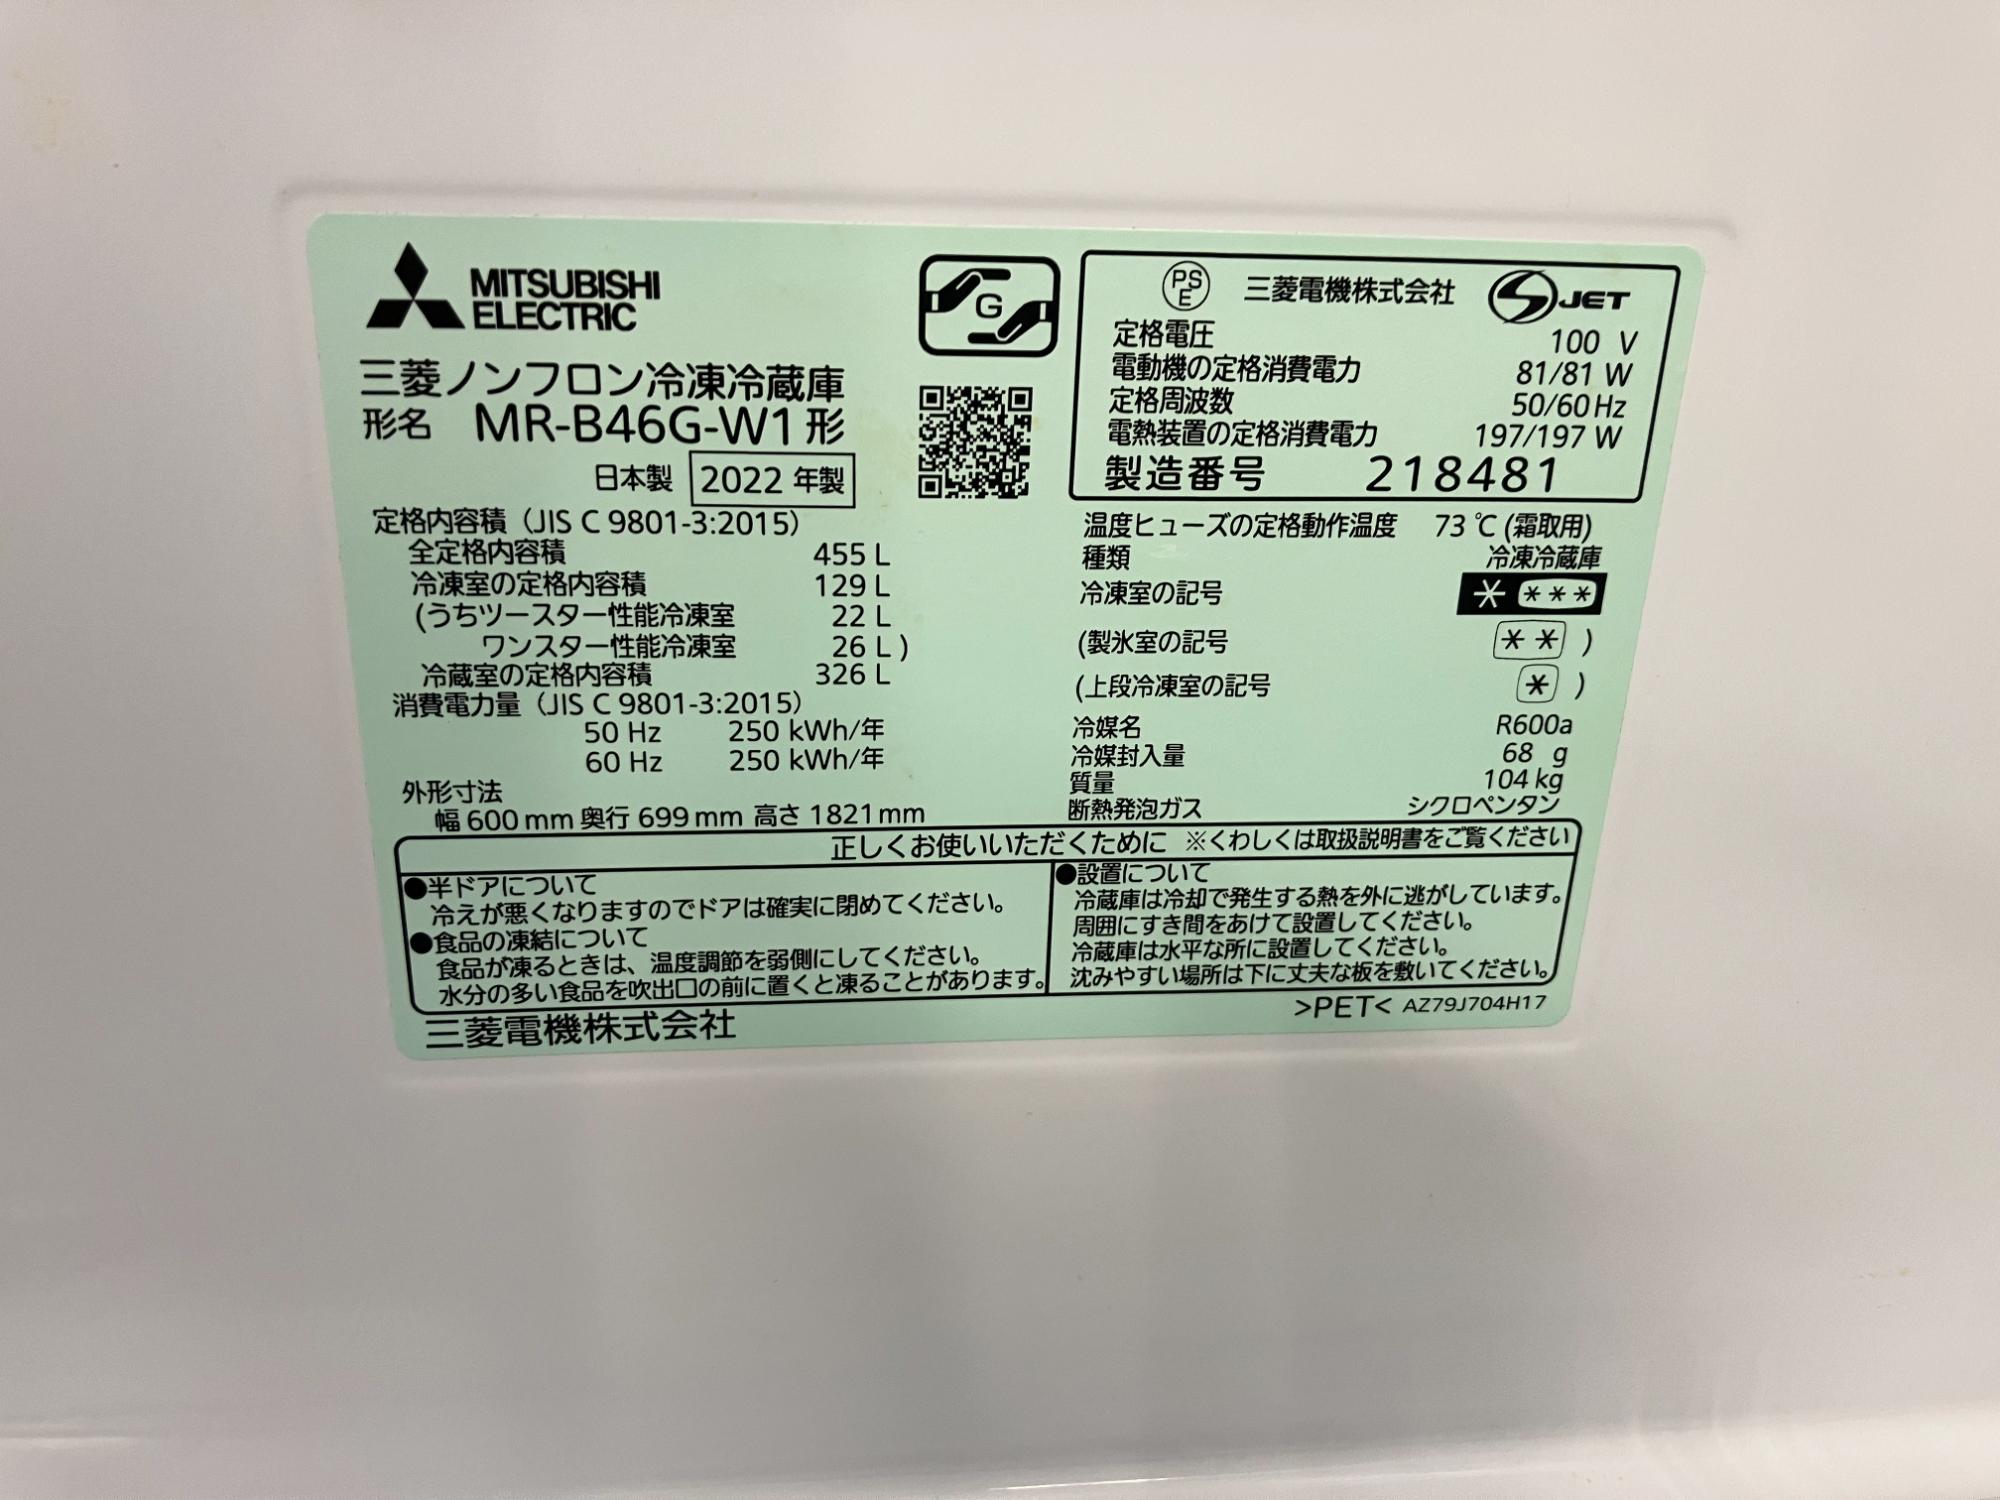 MITSUBISHI
ELECTRIC
三菱ノンフロン冷凍冷蔵庫
形名 MR-B46G-W1形
日本製 2022 年製
定格内容積（JIS C 9801-3:2015）
全定格内容積 455 L
冷凍室の定格内容積 129 L
(うちツースター性能冷凍室 22 L
ワンスター性能冷凍室 26 L )
冷蔵室の定格内容積 326 L
消費電力量（JIS C 9801-3:2015）
50 Hz 250 kWh/年
60 Hz 250 kWh/年
外形寸法
幅 600 mm 奥行 699 mm 高さ 1821 mm
G
PS
E
三菱電機株式会社 S JET
定格電圧 100 V
電動機の定格消費電力 81/81 W
定格周波数 50/60 Hz
電熱装置の定格消費電力 197/197 W
製造番号 218481
温度ヒューズの定格動作温度 73 ℃ (霜取用)
種類 冷凍冷蔵庫
冷凍室の記号 * ***
(製氷室の記号 ** )
(上段冷凍室の記号 * )
冷媒名 R600a
冷媒封入量 68 g
質量 104 kg
断熱発泡ガス シクロペンタン
正しくお使いいただくために ※くわしくは取扱説明書をご覧ください
●半ドアについて
冷えが悪くなりますのでドアは確実に閉めてください。
●食品の凍結について
食品が凍るときは、温度調節を弱側にしてください。
水分の多い食品を吹出口の前に置くと凍ることがあります。
●設置について
冷蔵庫は冷却で発生する熱を外に逃がしています。
周囲にすき間をあけて設置してください。
冷蔵庫は水平な所に設置してください。
沈みやすい場所は下に丈夫な板を敷いてください。
三菱電機株式会社
>PET< AZ79J704H17